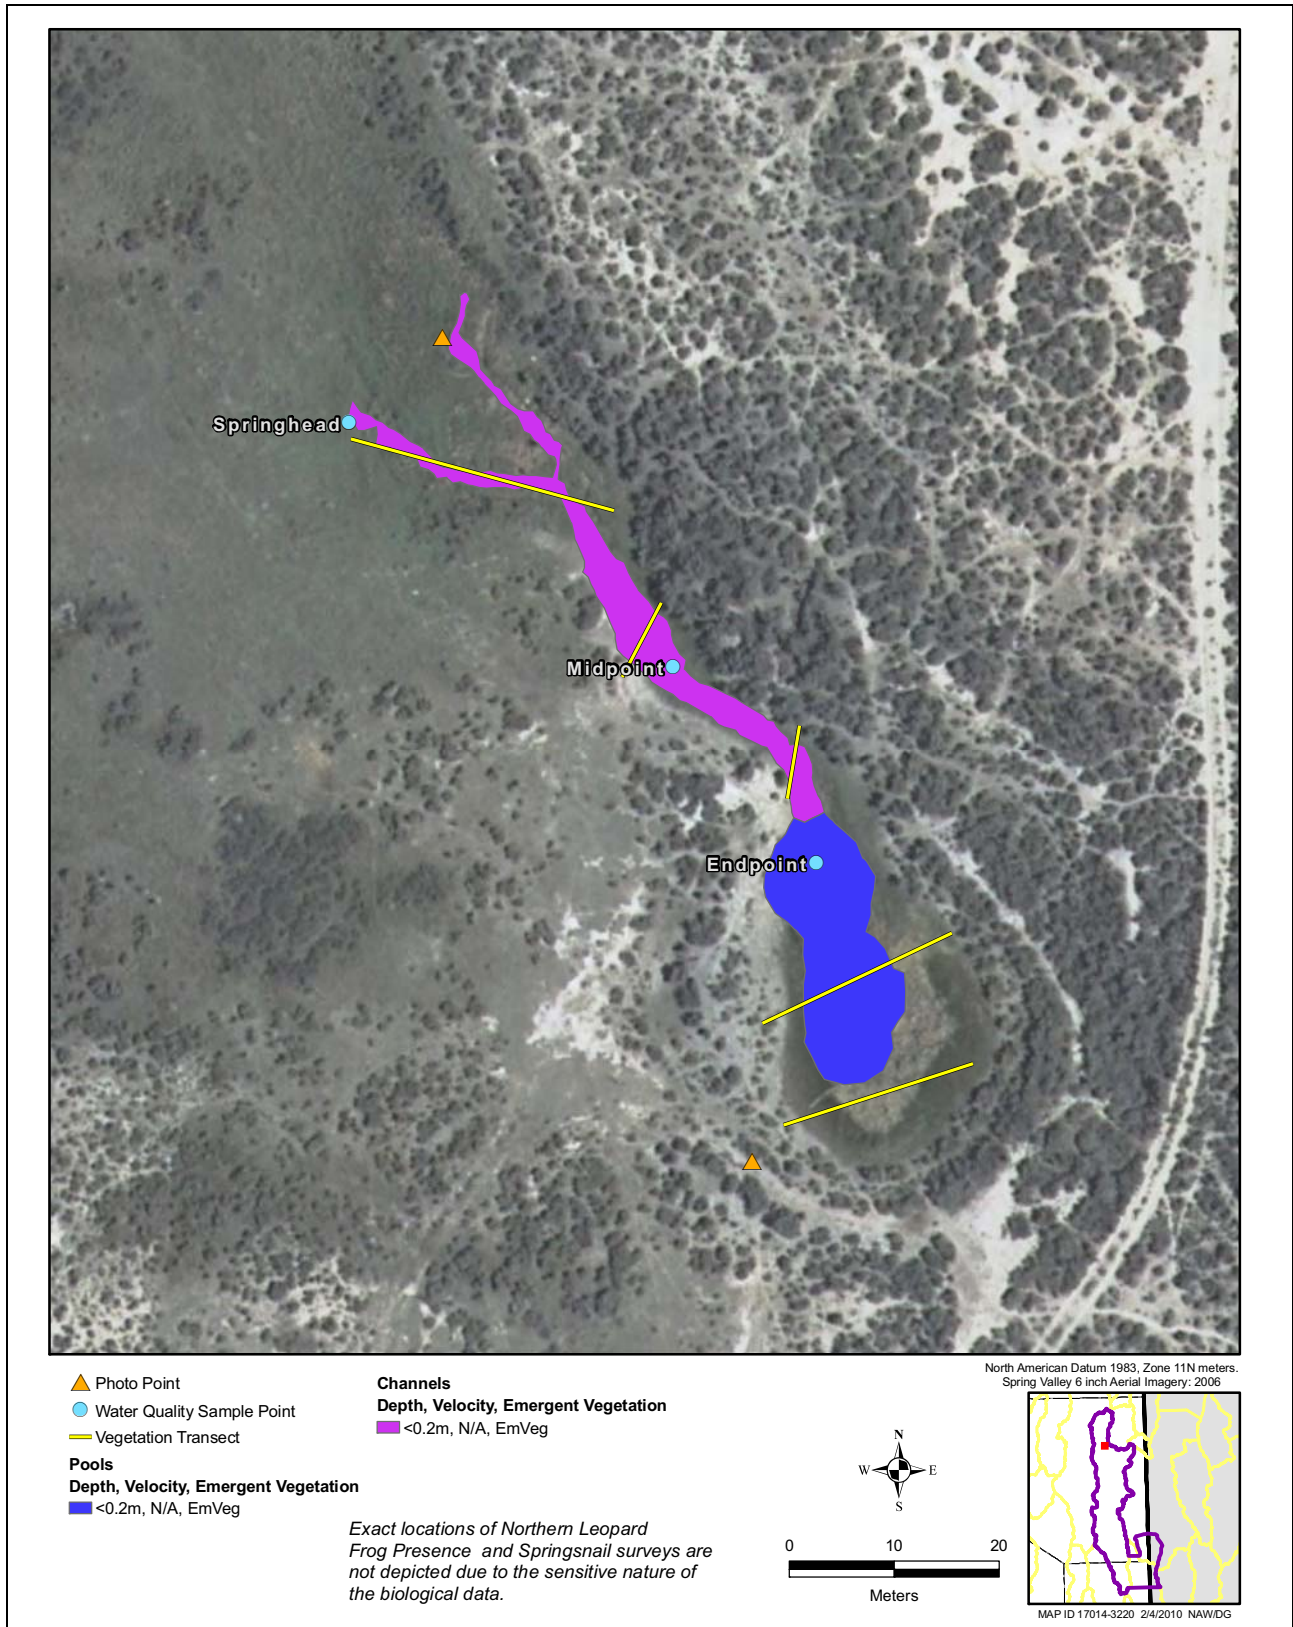 Springhead
Midpoint
Endpoint
Photo Point
Water Quality Sample Point
Vegetation Transect
Pools
Depth, Velocity, Emergent Vegetation
<0.2m, N/A, EmVeg
Channels
Depth, Velocity, Emergent Vegetation
<0.2m, N/A, EmVeg
Exact locations of Northern Leopard
Frog Presence and Springsnail surveys are
not depicted due to the sensitive nature of
the biological data.
N
W E
S
0 10 20
Meters
North American Datum 1983, Zone 11N meters.
Spring Valley 6 inch Aerial Imagery: 2006
MAP ID 17014-3220 2/4/2010 NAW/DG